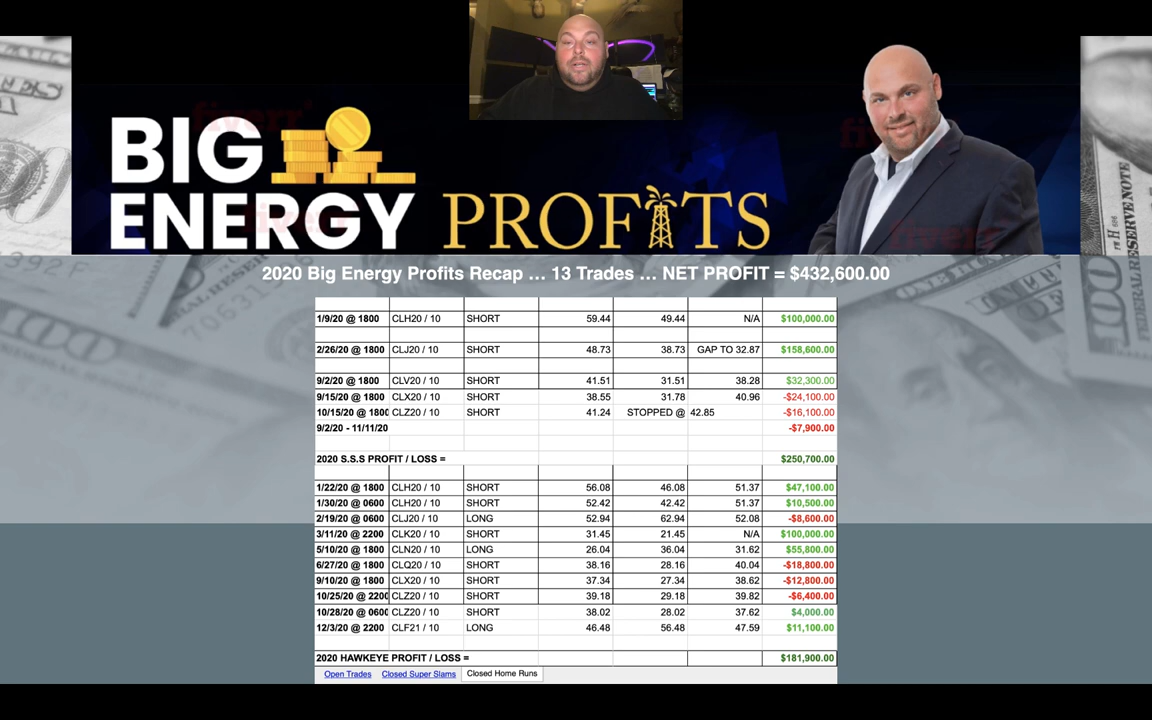 BIG
ENERGY
PROFITS
2020 Big Energy Profits Recap ... 13 Trades ... NET PROFIT = $432,600.00
1/9/20 @ 1800 CLH20 / 10 SHORT 59.44 49.44 N/A $100,000.00
2/26/20 @ 1800 CLJ20 / 10 SHORT 48.73 38.73 GAP TO 32.87 $158,600.00
9/2/20 @ 1800 CLV20 / 10 SHORT 41.51 31.51 38.28 $32,300.00
9/15/20 @ 1800 CLX20 / 10 SHORT 38.55 31.78 40.96 -$24,100.00
10/15/20 @ 1800 CLZ20 / 10 SHORT 41.24 STOPPED @ 42.85 -$16,100.00
9/2/20 - 11/11/20 -$7,900.00
2020 S.S.S PROFIT / LOSS = $250,700.00
1/22/20 @ 1800 CLH20 / 10 SHORT 56.08 46.08 51.37 $47,100.00
1/30/20 @ 0600 CLH20 / 10 SHORT 52.42 42.42 51.37 $10,500.00
2/19/20 @ 0600 CLJ20 / 10 LONG 52.94 62.94 52.08 -$8,600.00
3/11/20 @ 2200 CLK20 / 10 SHORT 31.45 21.45 N/A $100,000.00
5/10/20 @ 1800 CLN20 / 10 LONG 26.04 36.04 31.62 $55,800.00
6/27/20 @ 1800 CLQ20 / 10 SHORT 38.16 28.16 40.04 -$18,800.00
9/10/20 @ 1800 CLX20 / 10 SHORT 37.34 27.34 38.62 -$12,800.00
10/25/20 @ 2200 CLZ20 / 10 SHORT 39.18 29.18 39.82 -$6,400.00
10/28/20 @ 0600 CLZ20 / 10 SHORT 38.02 28.02 37.62 $4,000.00
12/3/20 @ 2200 CLF21 / 10 LONG 46.48 56.48 47.59 $11,100.00
2020 HAWKEYE PROFIT / LOSS = $181,900.00
Open Trades Closed Super Slams Closed Home Runs